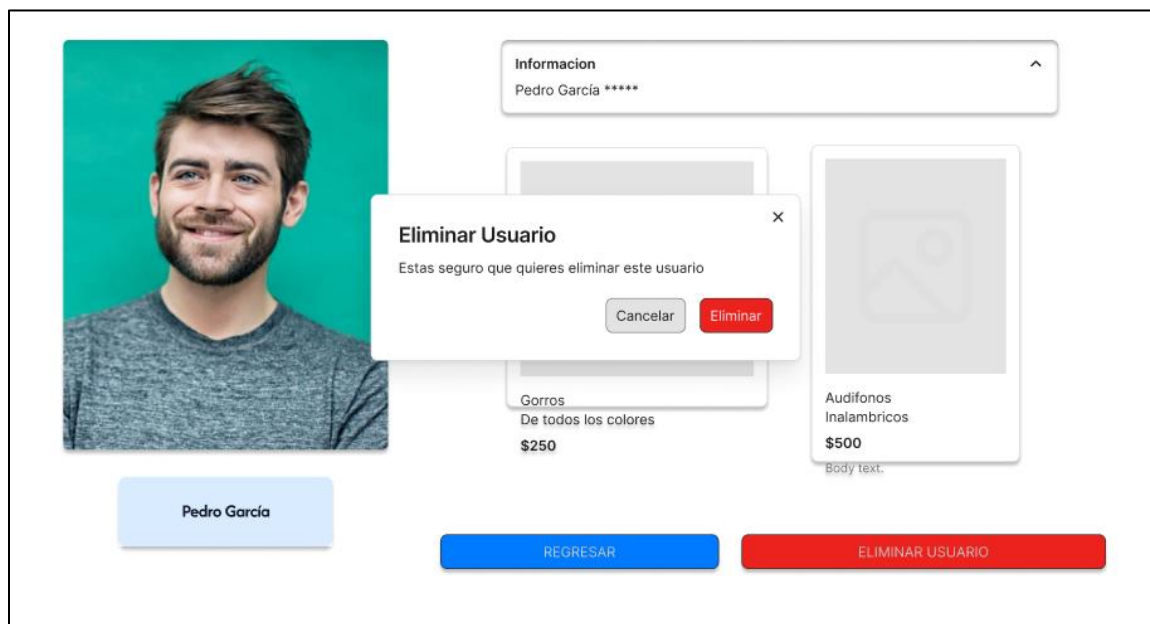 Informacion
Pedro García *****
Eliminar Usuario
Estas seguro que quieres eliminar este usuario
Cancelar
Eliminar
Gorros
De todos los colores
$250
Audifonos
Inalambricos
$500
Body text.
Pedro García
REGRESAR
ELIMINAR USUARIO